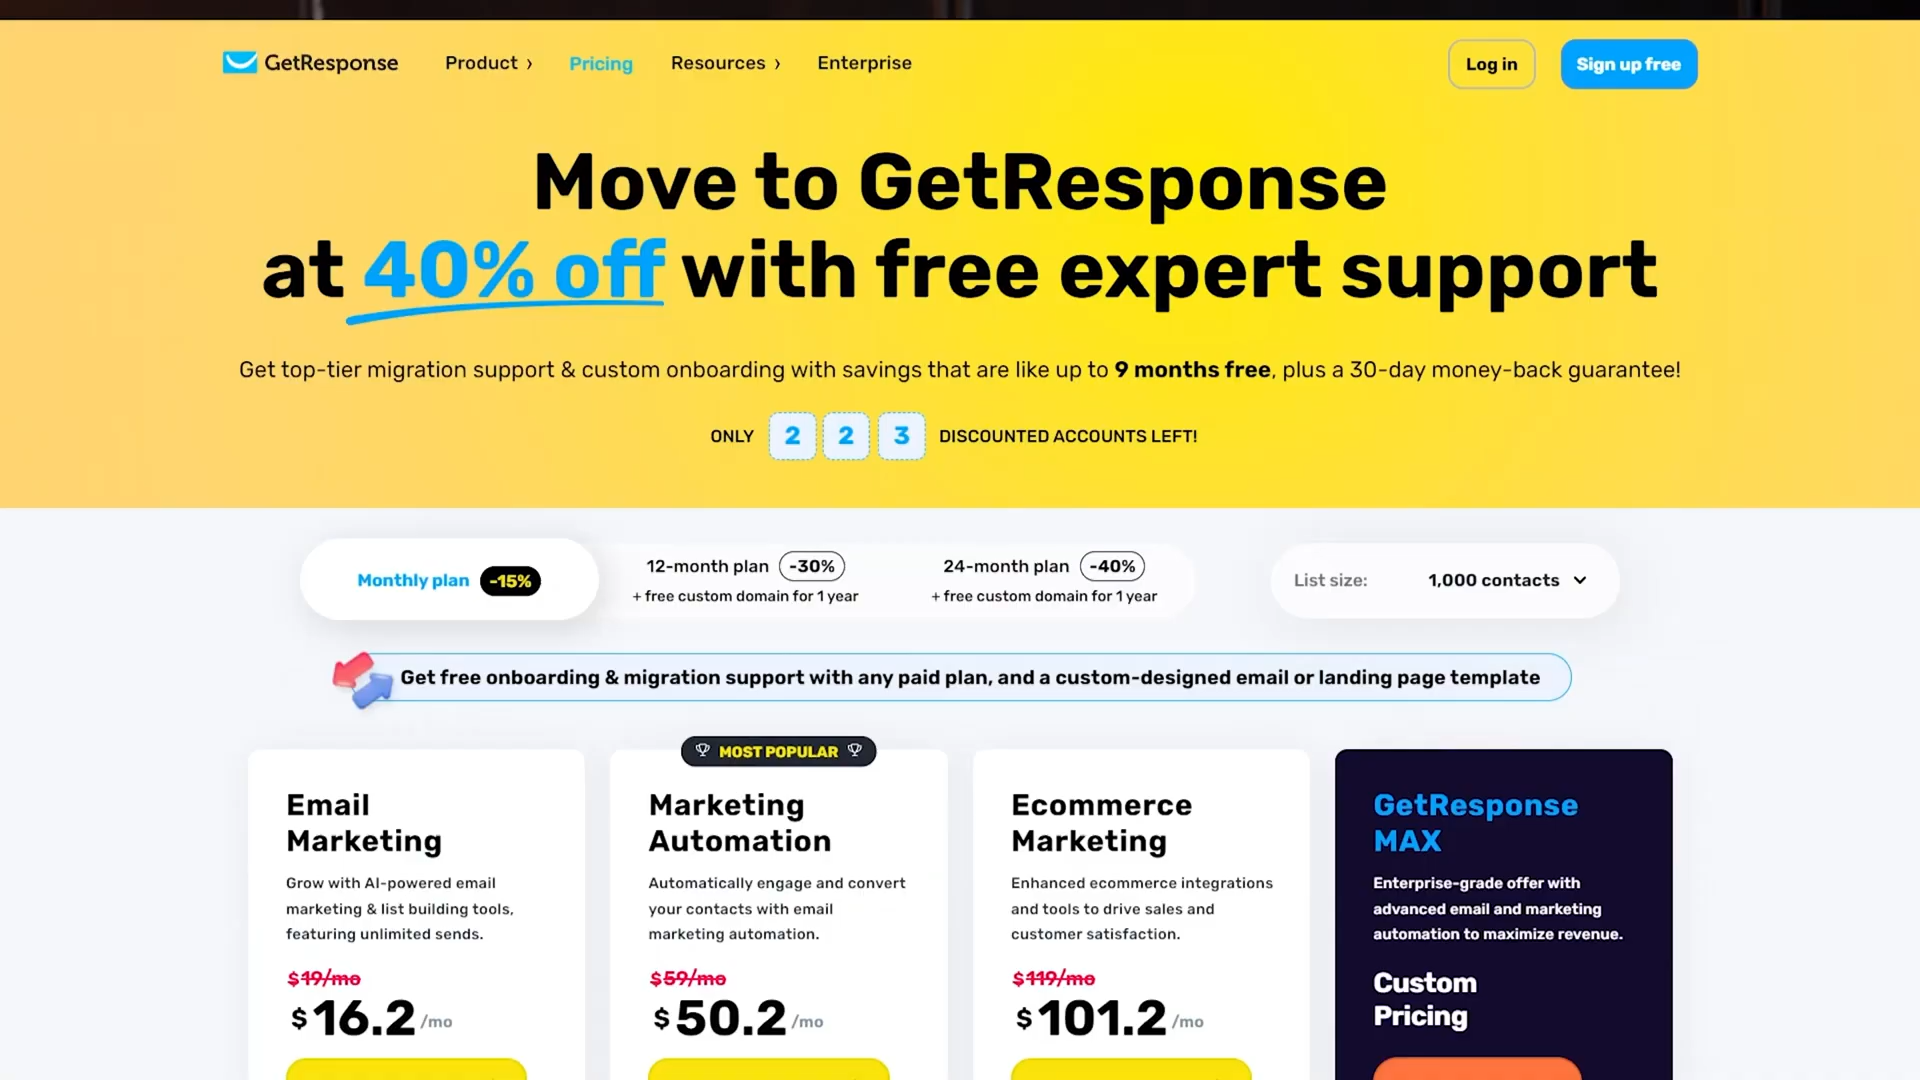 GetResponse
Product ›
Pricing
Resources ›
Enterprise
Log in
Sign up free
Move to GetResponse
at 40% off with free expert support
Get top-tier migration support & custom onboarding with savings that are like up to 9 months free, plus a 30-day money-back guarantee!
ONLY 2 2 3 DISCOUNTED ACCOUNTS LEFT!
Monthly plan -15%
12-month plan -30%
+ free custom domain for 1 year
24-month plan -40%
+ free custom domain for 1 year
List size: 1,000 contacts
Get free onboarding & migration support with any paid plan, and a custom-designed email or landing page template
Email
Marketing
Grow with AI-powered email
marketing & list building tools,
featuring unlimited sends.
$19/mo
$16.2/mo
MOST POPULAR
Marketing
Automation
Automatically engage and convert
your contacts with email
marketing automation.
$59/mo
$50.2/mo
Ecommerce
Marketing
Enhanced ecommerce integrations
and tools to drive sales and
customer satisfaction.
$119/mo
$101.2/mo
GetResponse
MAX
Enterprise-grade offer with
advanced email and marketing
automation to maximize revenue.
Custom
Pricing